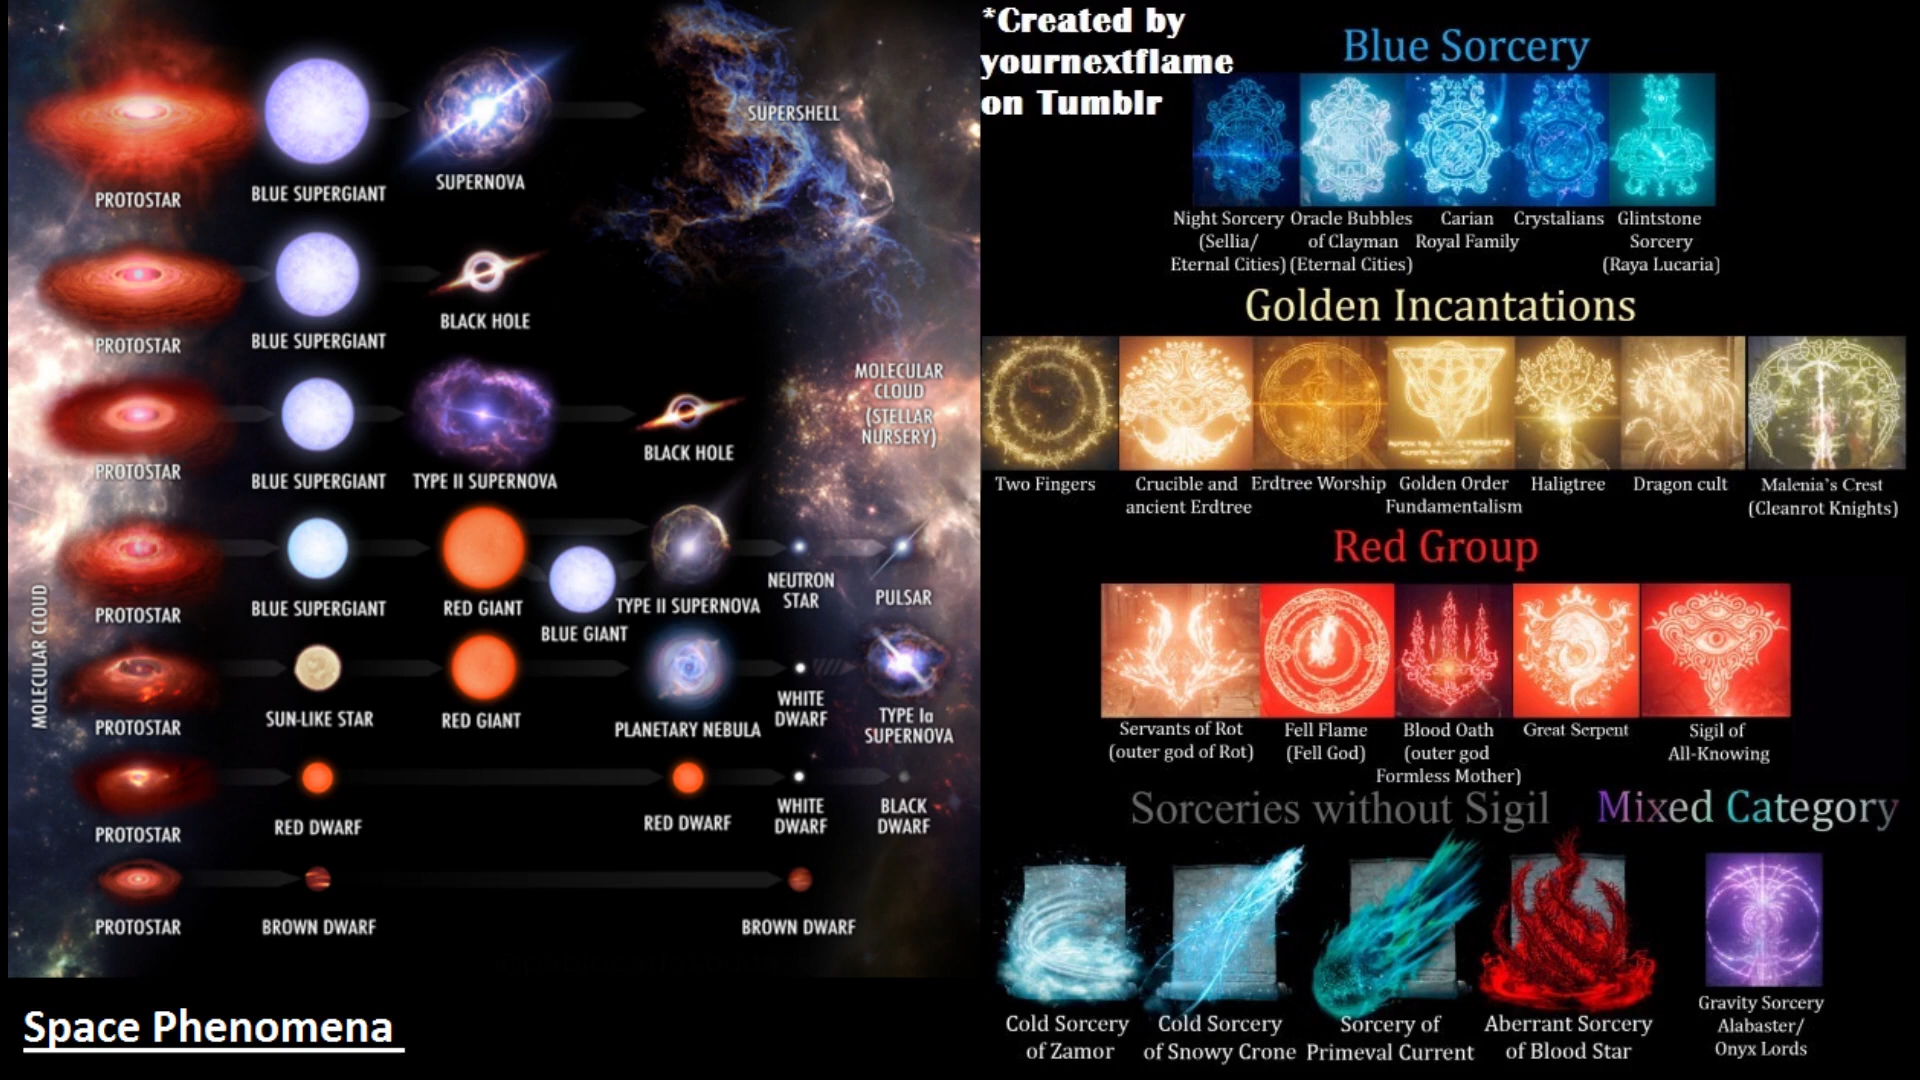 PROTOSTAR
BLUE SUPERGIANT
SUPERNOVA
SUPERSHELL
PROTOSTAR
BLUE SUPERGIANT
BLACK HOLE
PROTOSTAR
BLUE SUPERGIANT
TYPE II SUPERNOVA
BLACK HOLE
MOLECULAR
CLOUD
(STELLAR
NURSERY)
PROTOSTAR
BLUE SUPERGIANT
RED GIANT
BLUE GIANT
TYPE II SUPERNOVA
NEUTRON
STAR
PULSAR
MOLECULAR CLOUD
PROTOSTAR
SUN-LIKE STAR
RED GIANT
PLANETARY NEBULA
WHITE
DWARF
TYPE Ia
SUPERNOVA
PROTOSTAR
RED DWARF
RED DWARF
WHITE
DWARF
BLACK
DWARF
PROTOSTAR
BROWN DWARF
BROWN DWARF
Space Phenomena
*Created by
yournextflame
on Tumblr
Blue Sorcery
Night Sorcery
(Sellia/
Eternal Cities)
Oracle Bubbles
of Clayman
(Eternal Cities)
Carian
Royal Family
Crystalians
Glintstone
Sorcery
(Raya Lucaria)
Golden Incantations
Two Fingers
Crucible and
ancient Erdtree
Erdtree Worship
Golden Order
Fundamentalism
Haligtree
Dragon cult
Malenia's Crest
(Cleanrot Knights)
Red Group
Servants of Rot
(outer god of Rot)
Fell Flame
(Fell God)
Blood Oath
(outer god
Formless Mother)
Great Serpent
Sigil of
All-Knowing
Sorceries without Sigil
Cold Sorcery
of Zamor
Cold Sorcery
of Snowy Crone
Sorcery of
Primeval Current
Aberrant Sorcery
of Blood Star
Mixed Category
Gravity Sorcery
Alabaster/
Onyx Lords